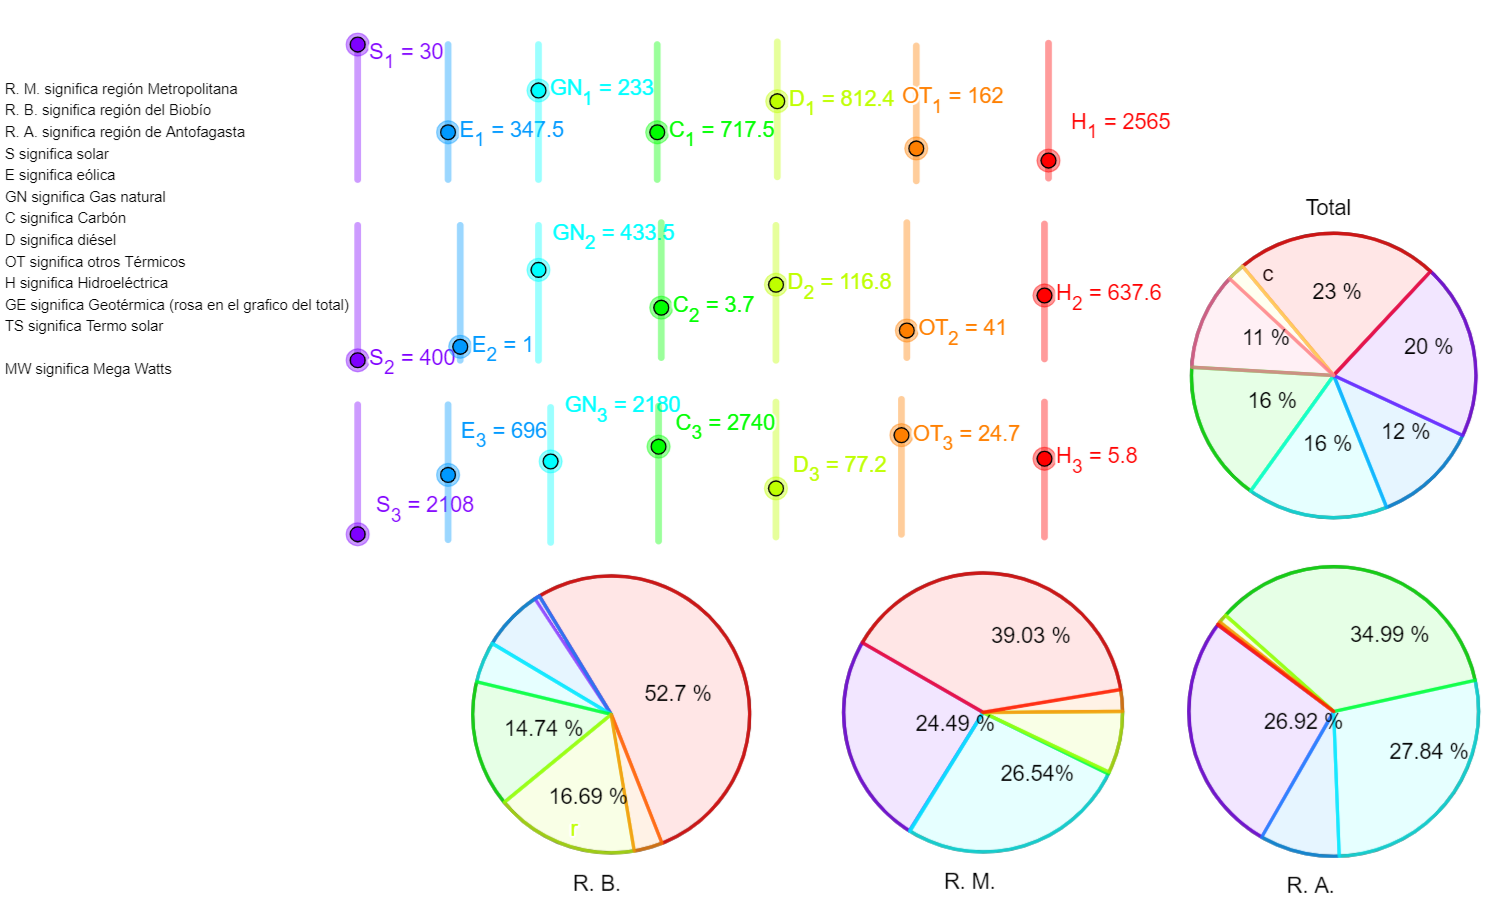 R. M. significa región Metropolitana
R. B. significa región del Biobío
R. A. significa región de Antofagasta
S significa solar
E significa eólica
GN significa Gas natural
C significa Carbón
D significa diésel
OT significa otros Térmicos
H significa Hidroeléctrica
GE significa Geotérmica (rosa en el grafico del total)
TS significa Termo solar
MW significa Mega Watts
S₁ = 30
E₁ = 347.5
GN₁ = 233
C₁ = 717.5
D₁ = 812.4
OT₁ = 162
H₁ = 2565
S₂ = 400
E₂ = 1
GN₂ = 433.5
C₂ = 3.7
D₂ = 116.8
OT₂ = 41
H₂ = 637.6
S₃ = 2108
E₃ = 696
GN₃ = 2180
C₃ = 2740
D₃ = 77.2
OT₃ = 24.7
H₃ = 5.8
Total
c
23 %
20 %
11 %
16 %
12 %
16 %
52.7 %
14.74 %
16.69 %
r
R. B.
39.03 %
24.49 %
26.54%
R. M.
34.99 %
26.92 %
27.84 %
R. A.